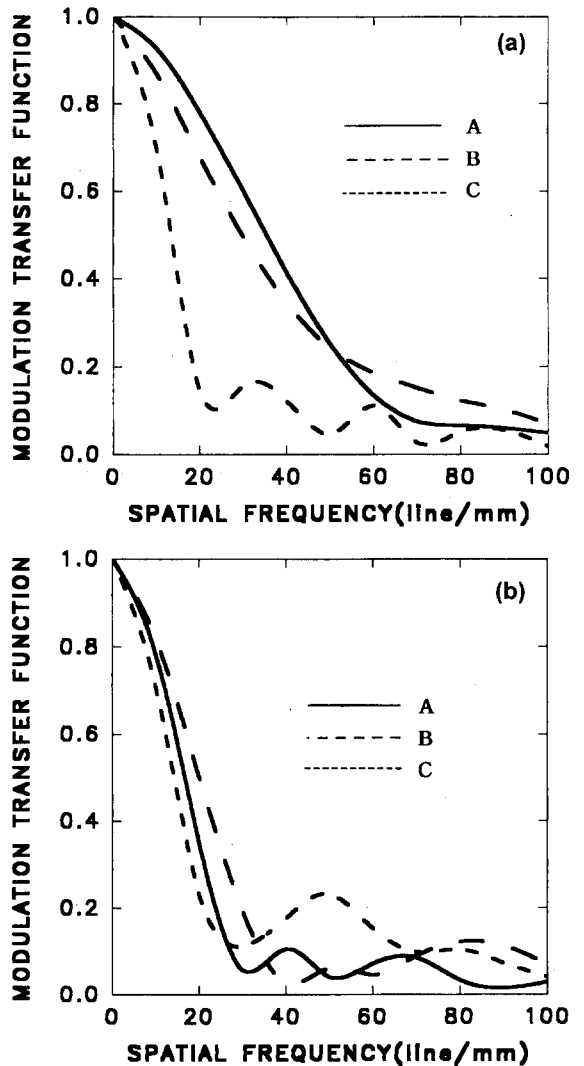 (a)
1.0
0.8
0.6
0.4
0.2
0.0
MODULATION TRANSFER FUNCTION
A
B
C
0 20 40 60 80 100
SPATIAL FREQUENCY(line/mm)
(b)
1.0
0.8
0.6
0.4
0.2
0.0
MODULATION TRANSFER FUNCTION
A
B
C
0 20 40 60 80 100
SPATIAL FREQUENCY(line/mm)